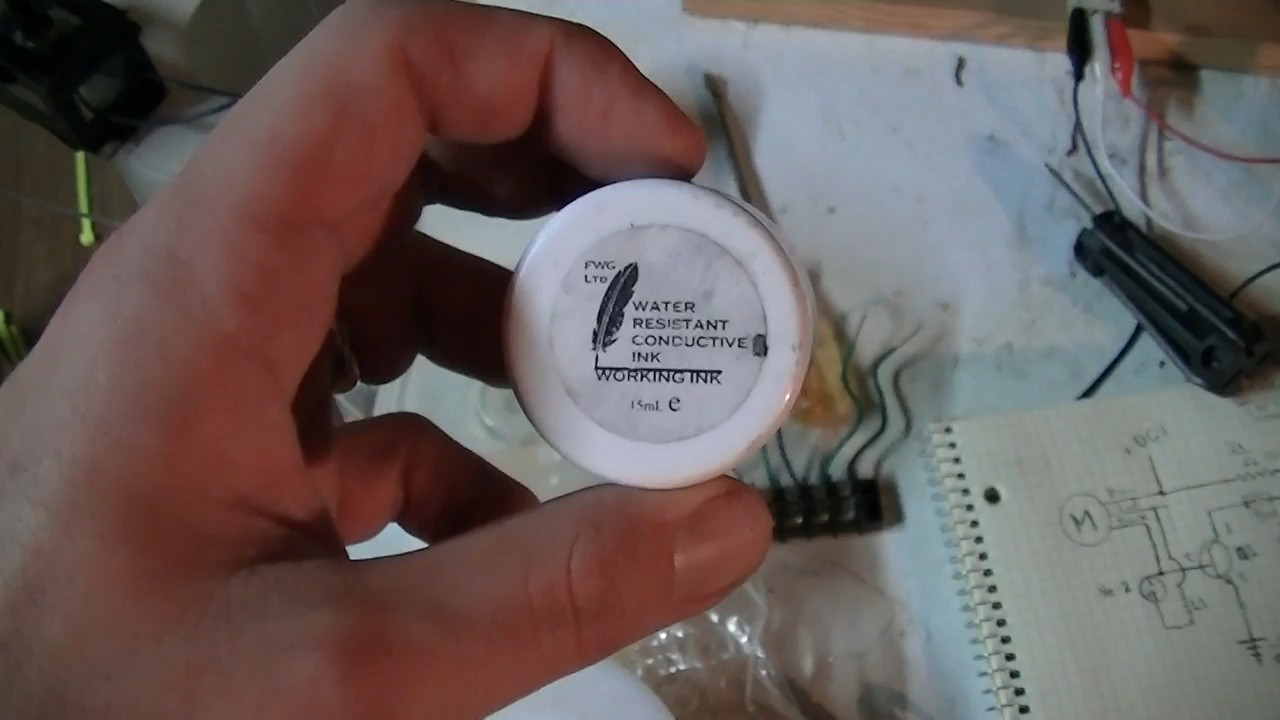 FWG
LTD
WATER
RESISTANT
CONDUCTIVE
INK
WORKING INK
15mL e
M